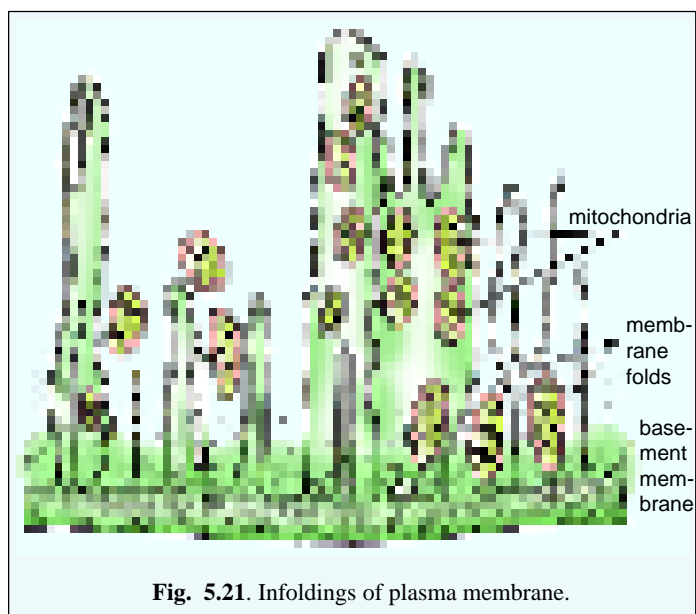 mitochondria
memb-
rane
folds
base-
ment
mem-
brane
Fig. 5.21. Infoldings of plasma membrane.